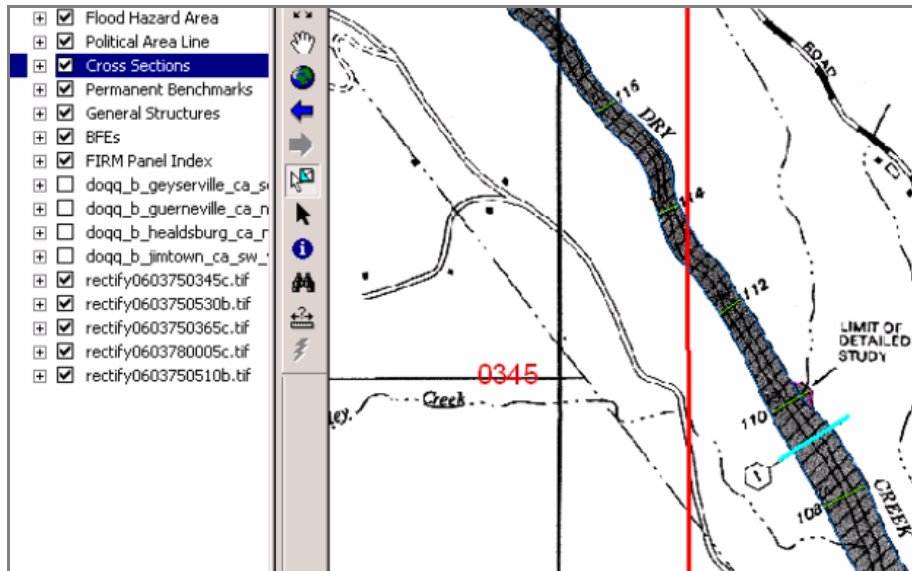 Flood Hazard Area
Political Area Line
Cross Sections
Permanent Benchmarks
General Structures
BFEs
FIRM Panel Index
doqq_b_geyserville_ca_s
doqq_b_guerneville_ca_n
doqq_b_healdsburg_ca_r
doqq_b_jimtown_ca_sw_
rectify0603750345c.tif
rectify0603750530b.tif
rectify0603750365c.tif
rectify0603780005c.tif
rectify0603750510b.tif
ROAD
116
DRY
114
112
LIMIT OF
DETAILED
STUDY
0345
Creek
110
CREEK
108